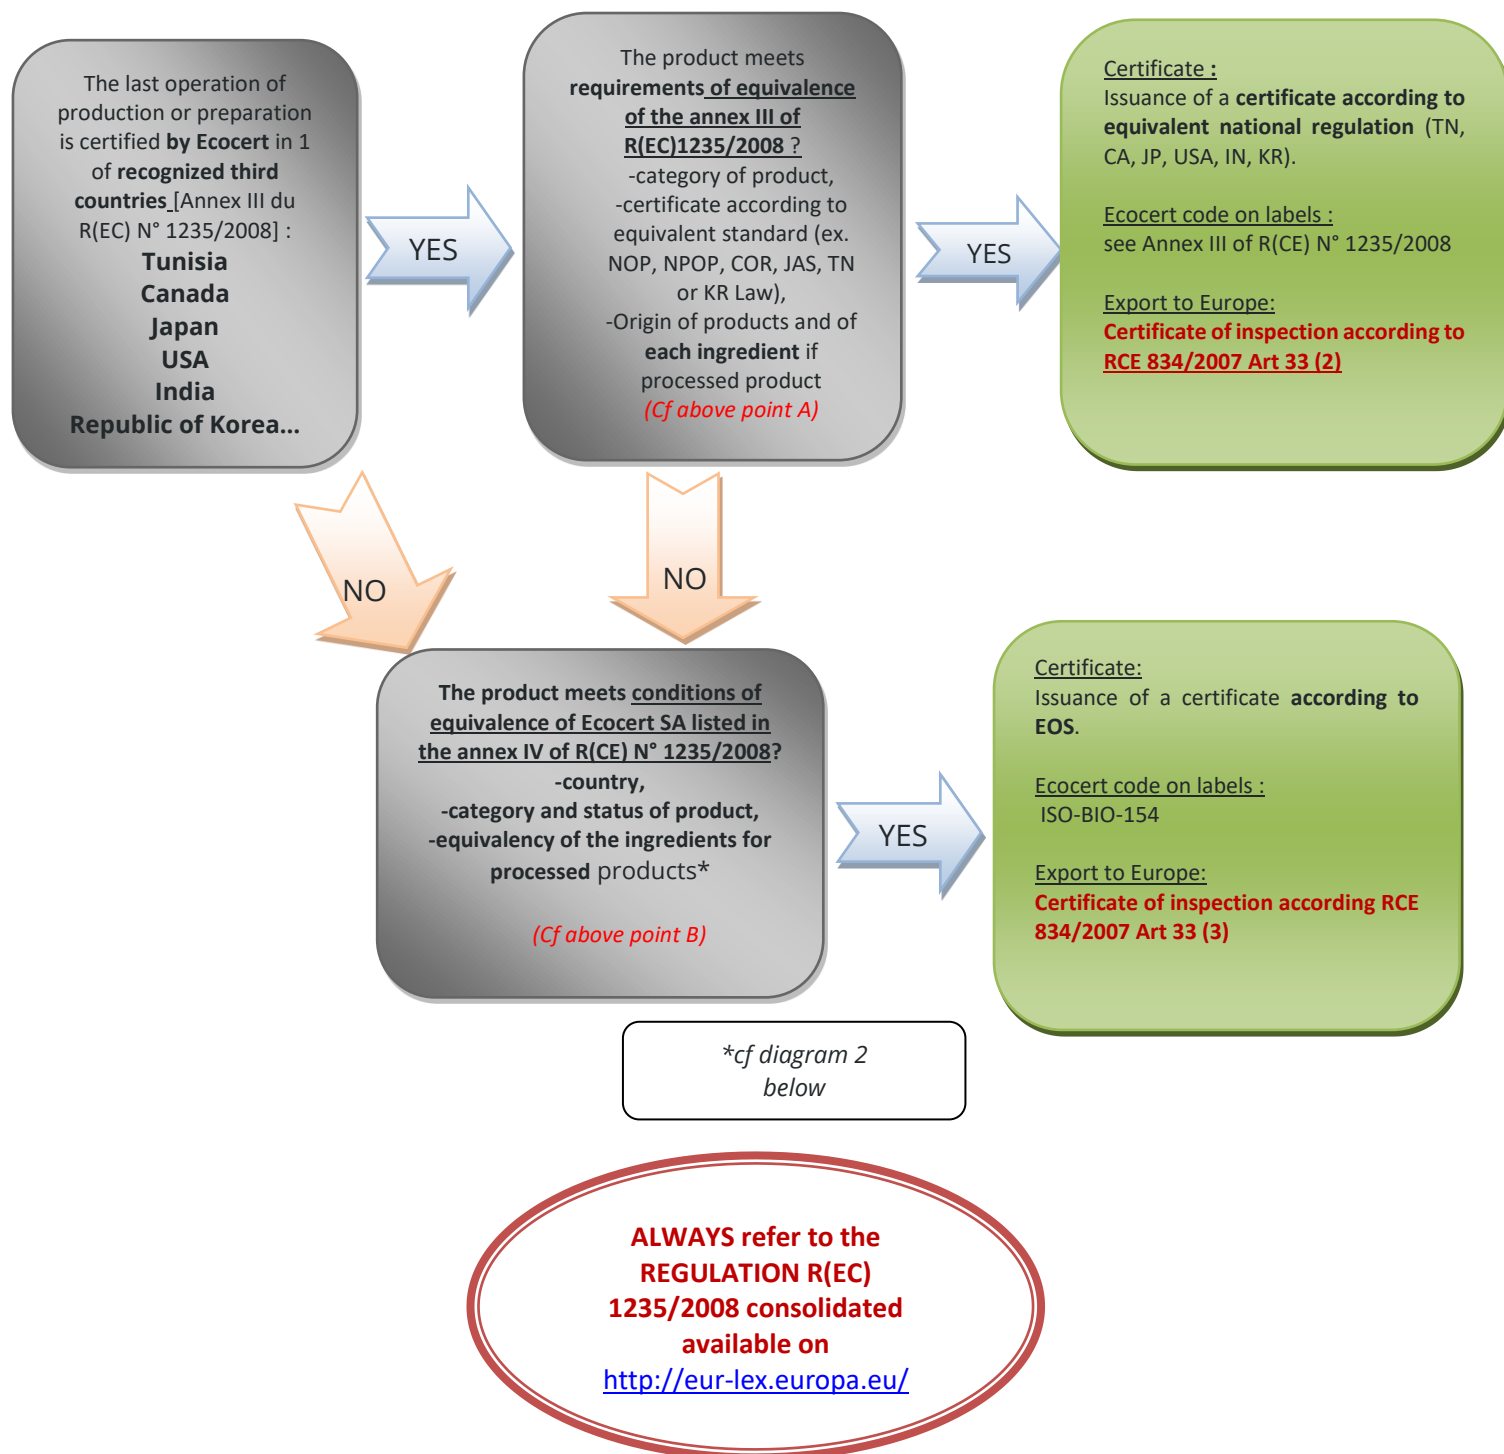 The last operation of
production or preparation
is certified by Ecocert in 1
of recognized third
countries [Annex III du
R(EC) N° 1235/2008] :
Tunisia
Canada
Japan
USA
India
Republic of Korea...
YES
The product meets
requirements of equivalence
of the annex III of
R(EC)1235/2008 ?
-category of product,
-certificate according to
equivalent standard (ex.
NOP, NPOP, COR, JAS, TN
or KR Law),
-Origin of products and of
each ingredient if
processed product
(Cf above point A)
YES
Certificate :
Issuance of a certificate according to
equivalent national regulation (TN,
CA, JP, USA, IN, KR).
Ecocert code on labels :
see Annex III of R(CE) N° 1235/2008
Export to Europe:
Certificate of inspection according to
RCE 834/2007 Art 33 (2)
NO
NO
The product meets conditions of
equivalence of Ecocert SA listed in
the annex IV of R(CE) N° 1235/2008?
-country,
-category and status of product,
-equivalency of the ingredients for
processed products*
(Cf above point B)
YES
Certificate:
Issuance of a certificate according to
EOS.
Ecocert code on labels :
ISO-BIO-154
Export to Europe:
Certificate of inspection according RCE
834/2007 Art 33 (3)
*cf diagram 2
below
ALWAYS refer to the
REGULATION R(EC)
1235/2008 consolidated
available on
http://eur-lex.europa.eu/